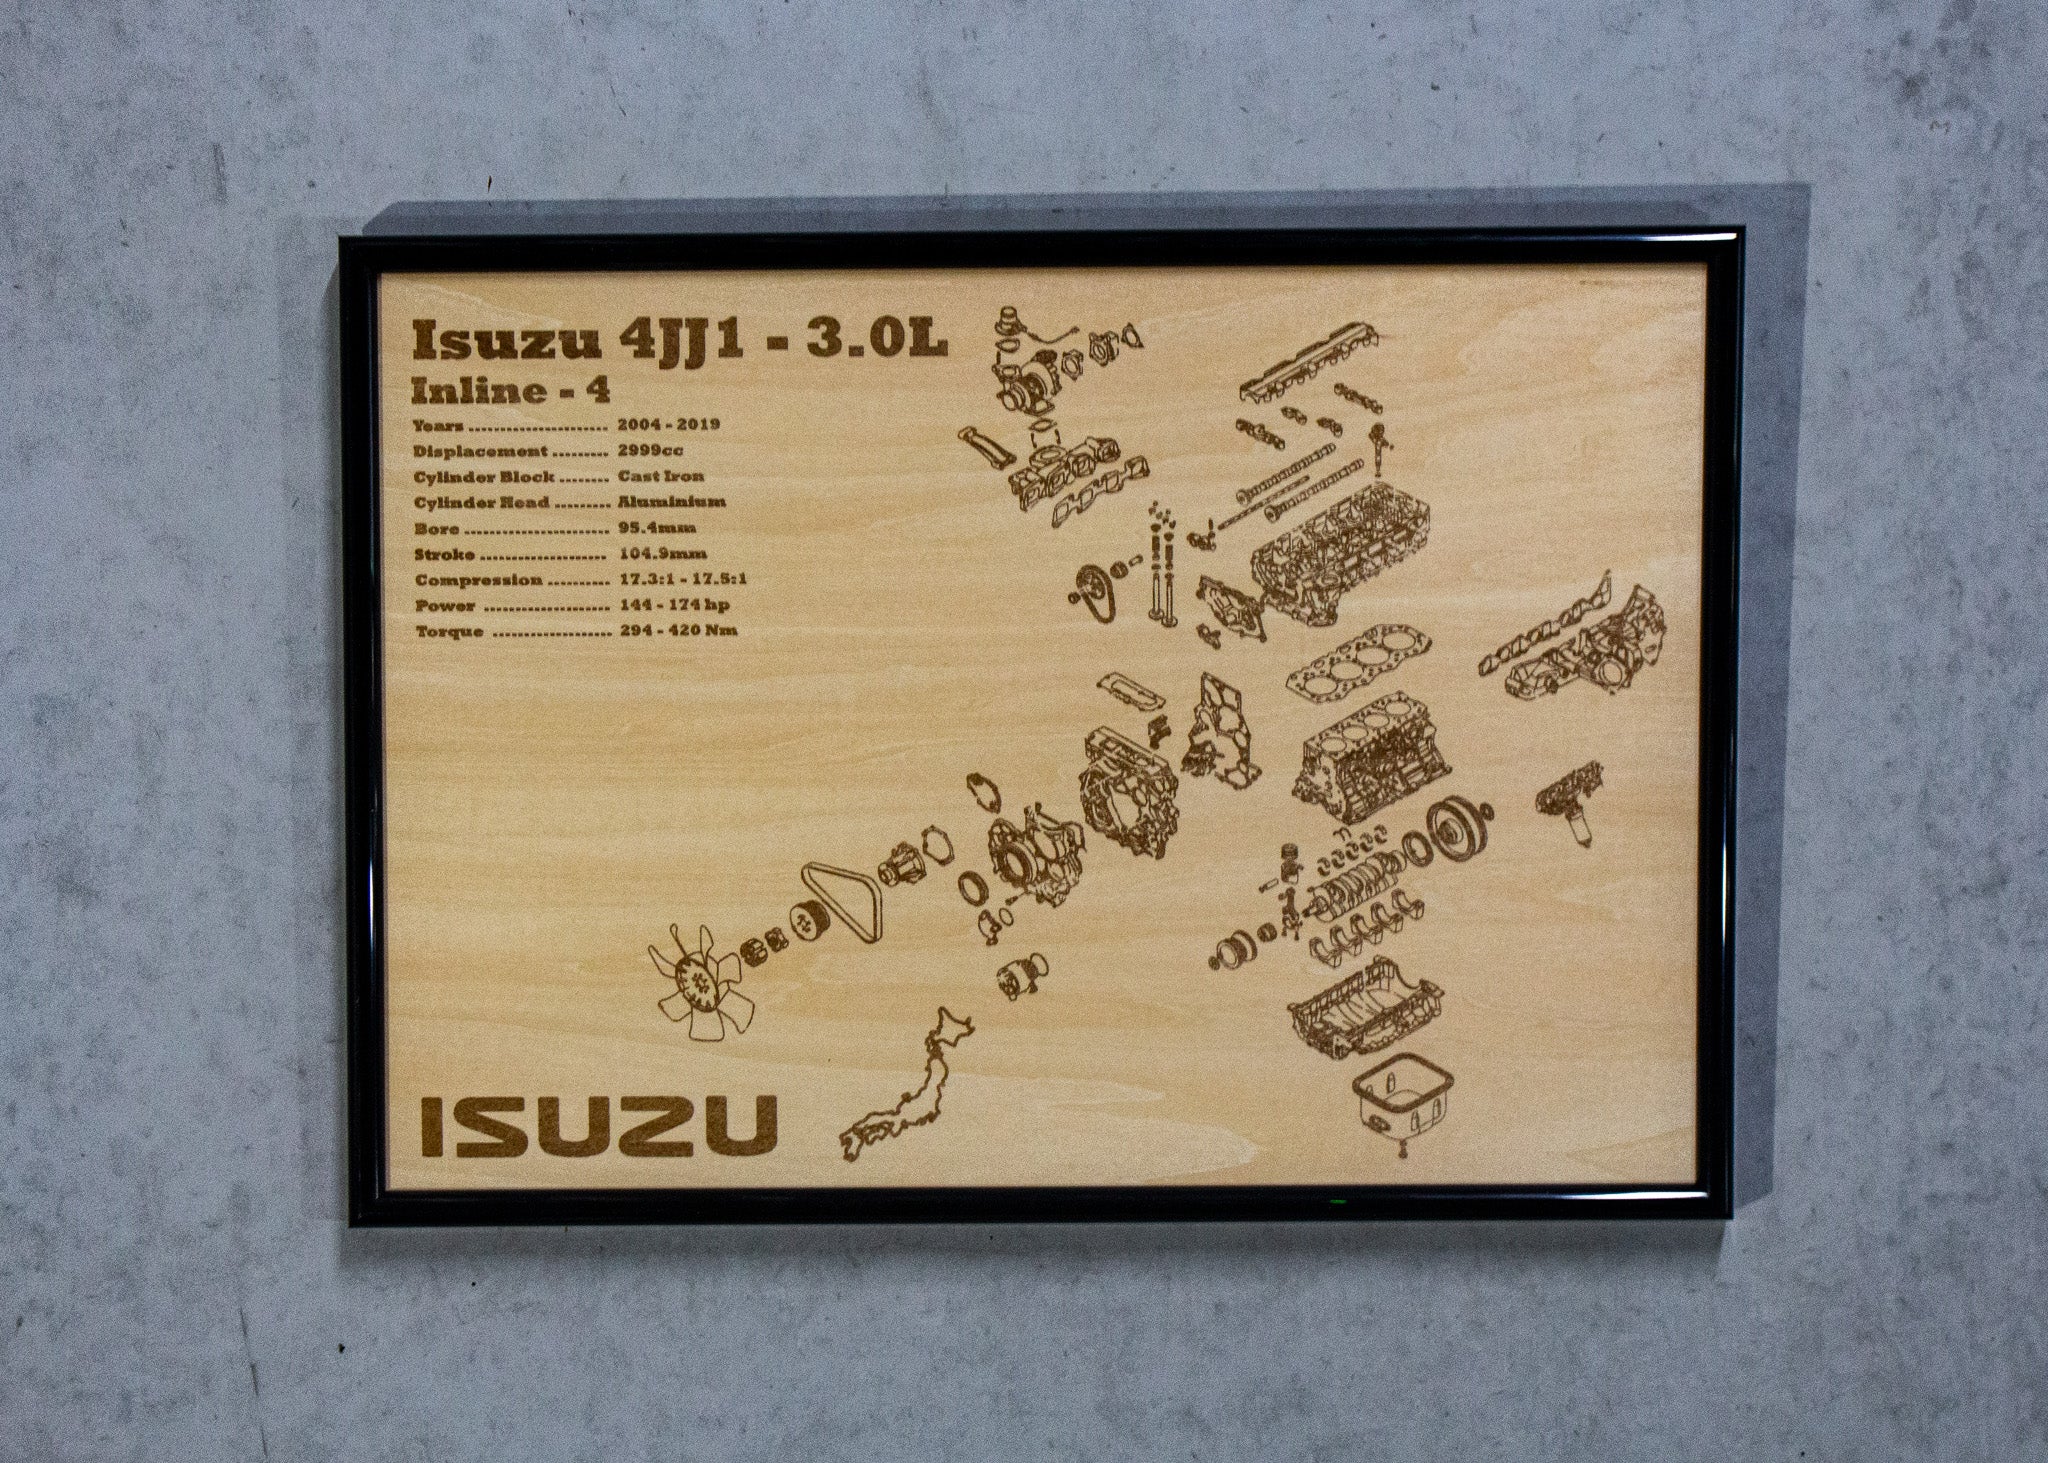 Isuzu 4JJ1 - 3.0L
Inline - 4
Years ........................ 2004 - 2019
Displacement .......... 2999cc
Cylinder Block ......... Cast Iron
Cylinder Head .......... Aluminium
Bore .......................... 95.4mm
Stroke ....................... 104.9mm
Compression ........... 17.3:1 - 17.5:1
Power ....................... 144 - 174 hp
Torque ...................... 294 - 420 Nm
ISUZU